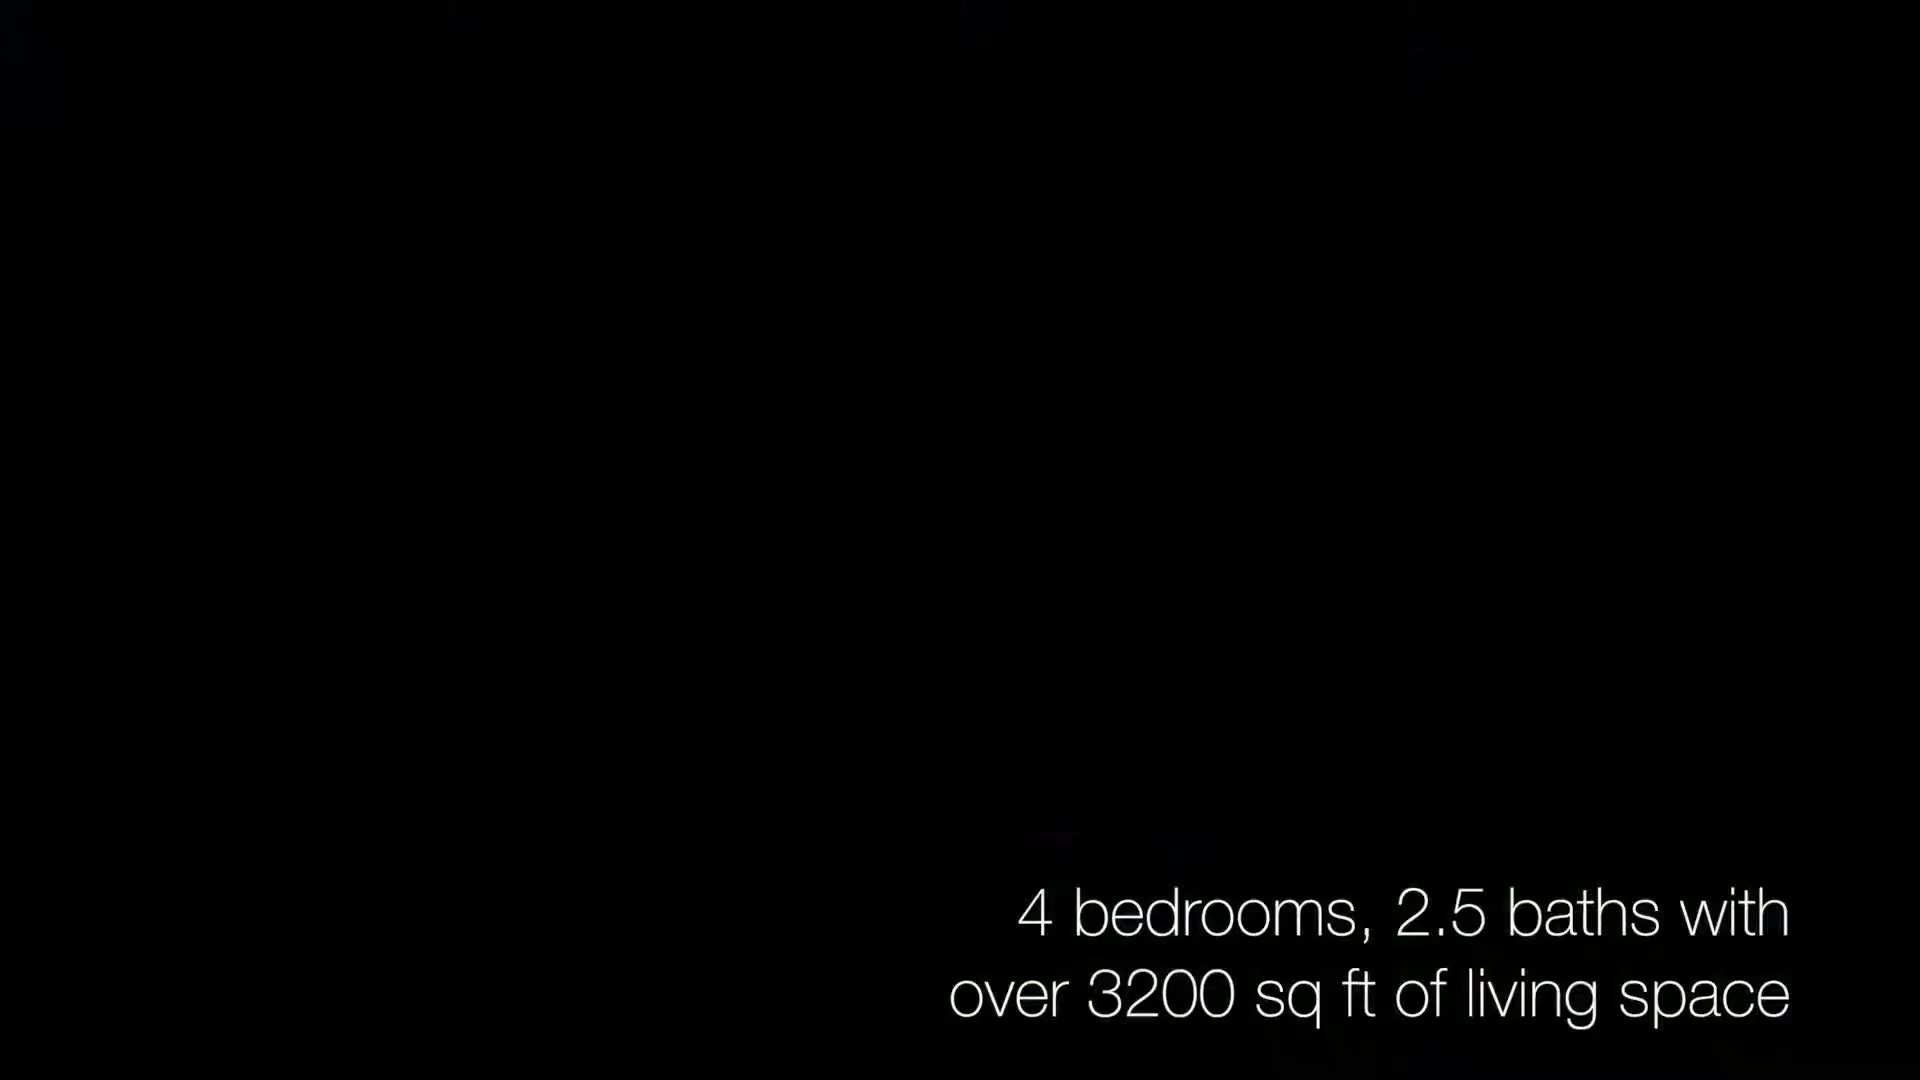 4 bedrooms, 2.5 baths with
over 3200 sq ft of living space